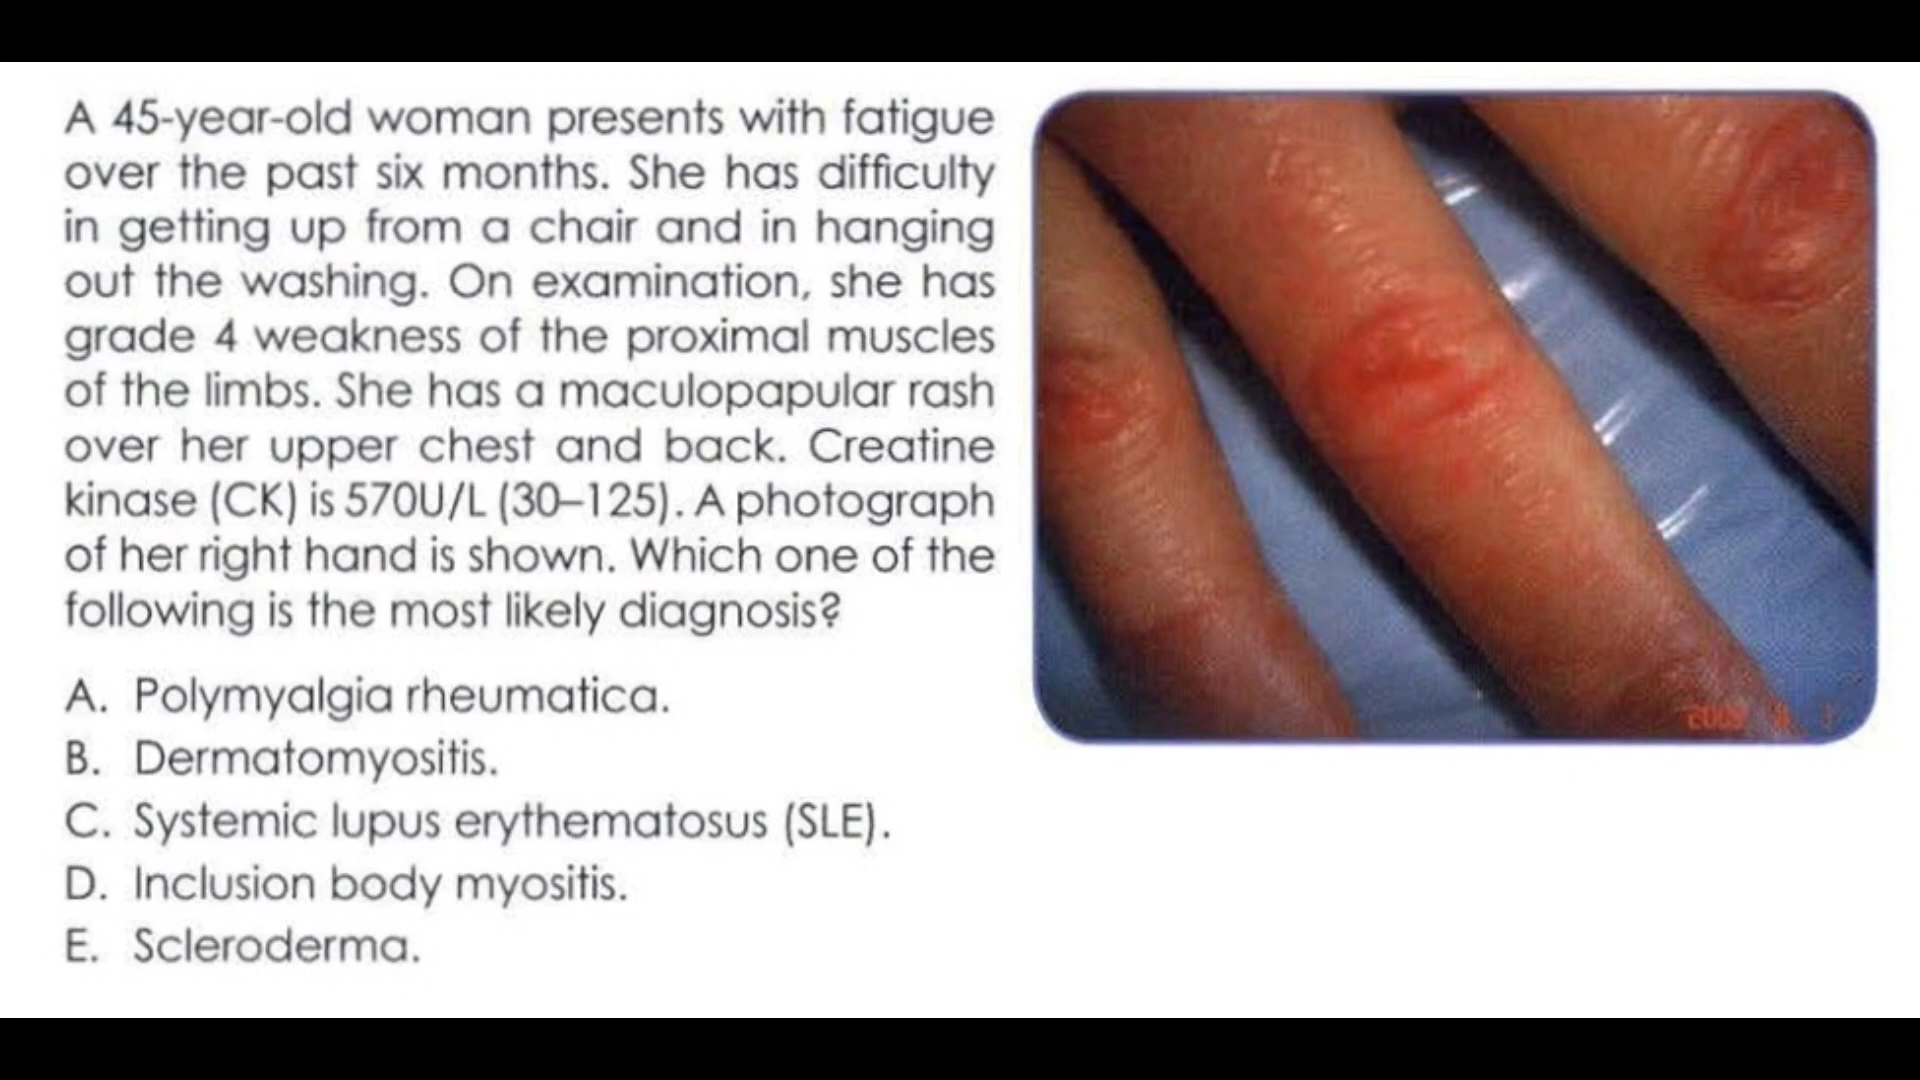 A 45-year-old woman presents with fatigue
over the past six months. She has difficulty
in getting up from a chair and in hanging
out the washing. On examination, she has
grade 4 weakness of the proximal muscles
of the limbs. She has a maculopapular rash
over her upper chest and back. Creatine
kinase (CK) is 570U/L (30–125). A photograph
of her right hand is shown. Which one of the
following is the most likely diagnosis?
A. Polymyalgia rheumatica.
B. Dermatomyositis.
C. Systemic lupus erythematosus (SLE).
D. Inclusion body myositis.
E. Scleroderma.